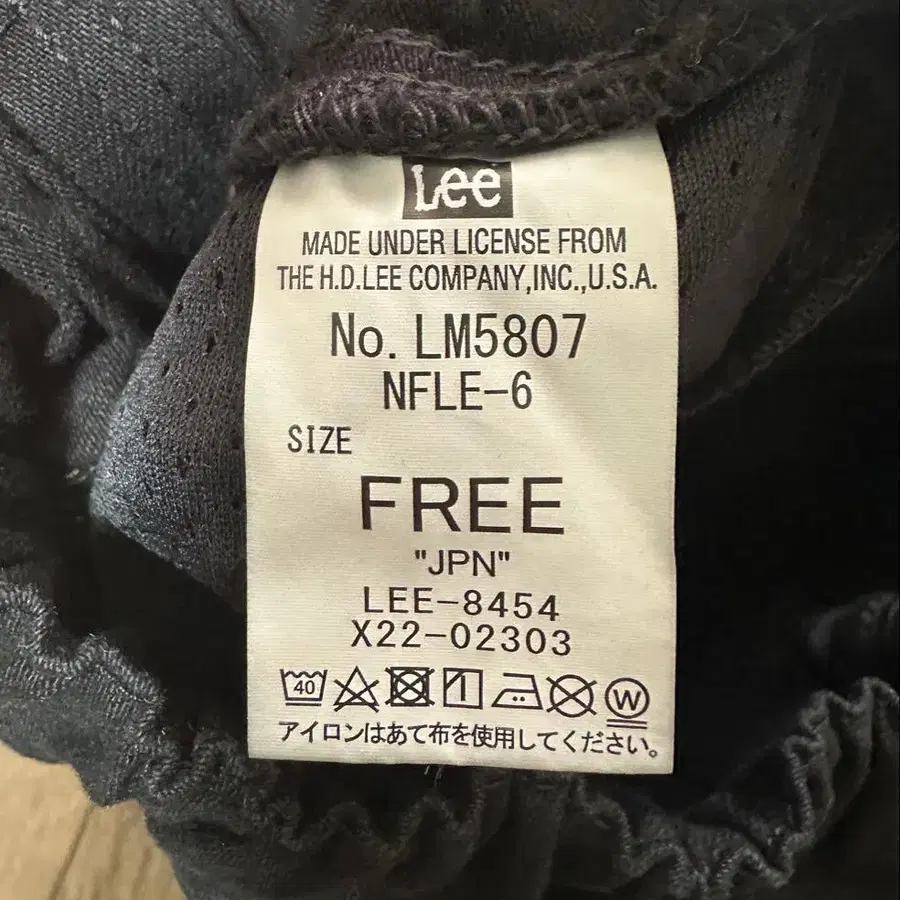 Lee
MADE UNDER LICENSE FROM
THE H.D.LEE COMPANY,INC.,U.S.A.
No. LM5807
NFLE-6
SIZE
FREE
"JPN"
LEE-8454
X22-02303
40
W
アイロンはあて布を使用してください。